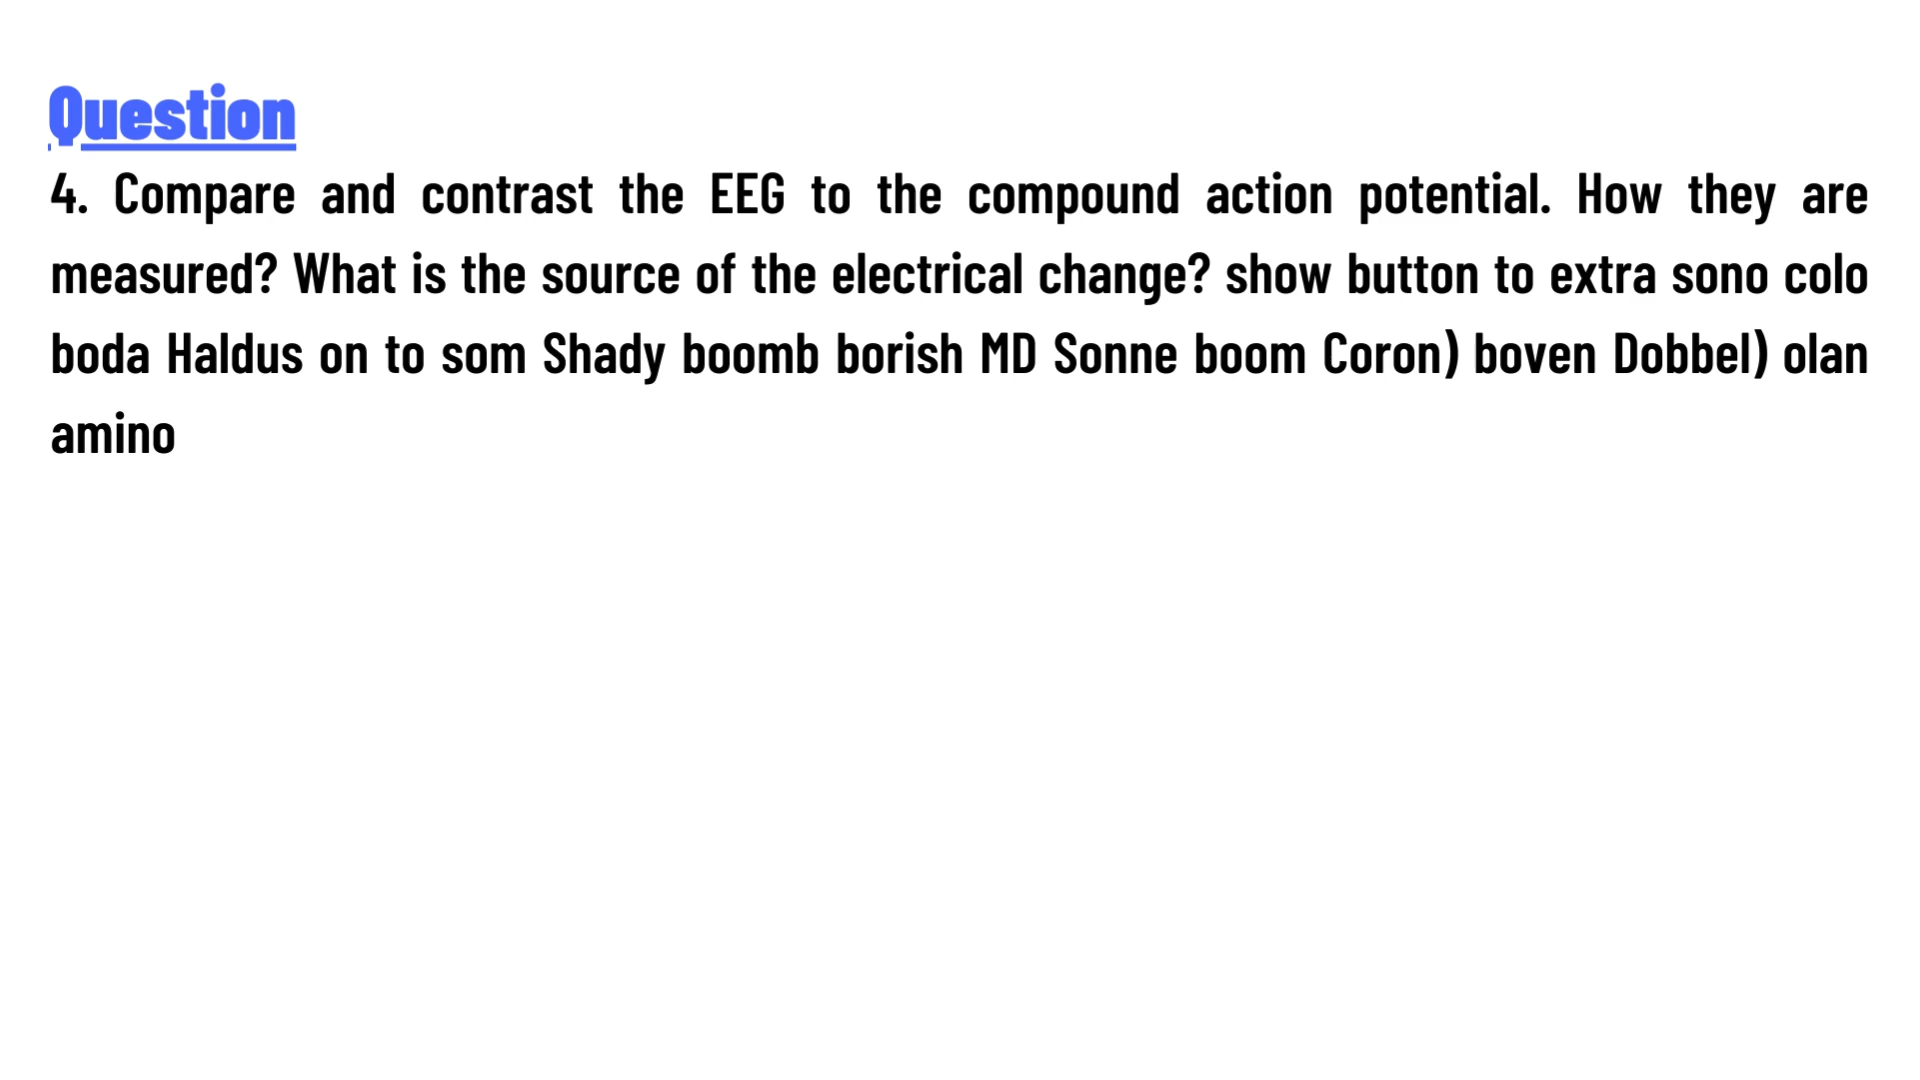 Question
4. Compare and contrast the EEG to the compound action potential. How they are
measured? What is the source of the electrical change? show button to extra sono colo
boda Haldus on to som Shady boomb borish MD Sonne boom Coron) boven Dobbel) olan
amino